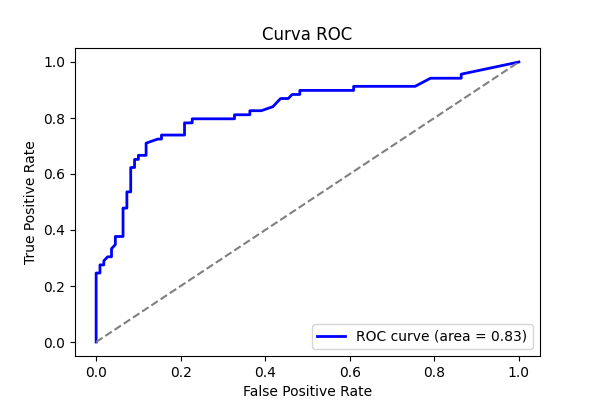 Curva ROC
True Positive Rate
1.0
0.8
0.6
0.4
0.2
0.0
ROC curve (area = 0.83)
0.0 0.2 0.4 0.6 0.8 1.0
False Positive Rate